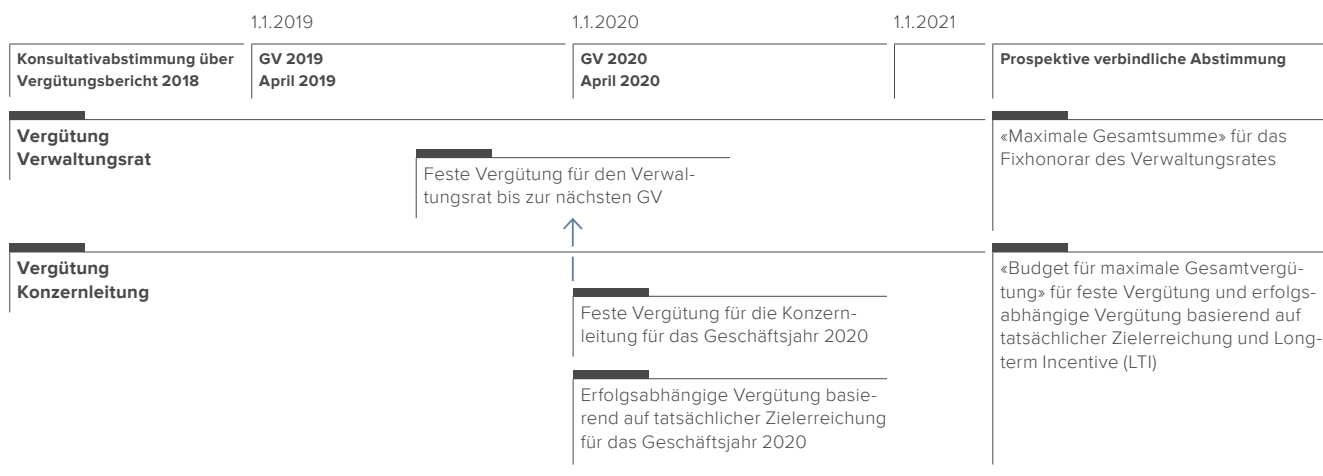 1.1.2019
1.1.2020
1.1.2021
Konsultativabstimmung über
Vergütungsbericht 2018
GV 2019
April 2019
GV 2020
April 2020
Prospektive verbindliche Abstimmung
Vergütung
Verwaltungsrat
Feste Vergütung für den Verwal-
tungsrat bis zur nächsten GV
«Maximale Gesamtsumme» für das
Fixhonorar des Verwaltungsrates
Vergütung
Konzernleitung
Feste Vergütung für die Konzern-
leitung für das Geschäftsjahr 2020
Erfolgsabhängige Vergütung basie-
rend auf tatsächlicher Zielerreichung
für das Geschäftsjahr 2020
«Budget für maximale Gesamtvergü-
tung» für feste Vergütung und erfolgs-
abhängige Vergütung basierend auf
tatsächlicher Zielerreichung und Long-
term Incentive (LTI)